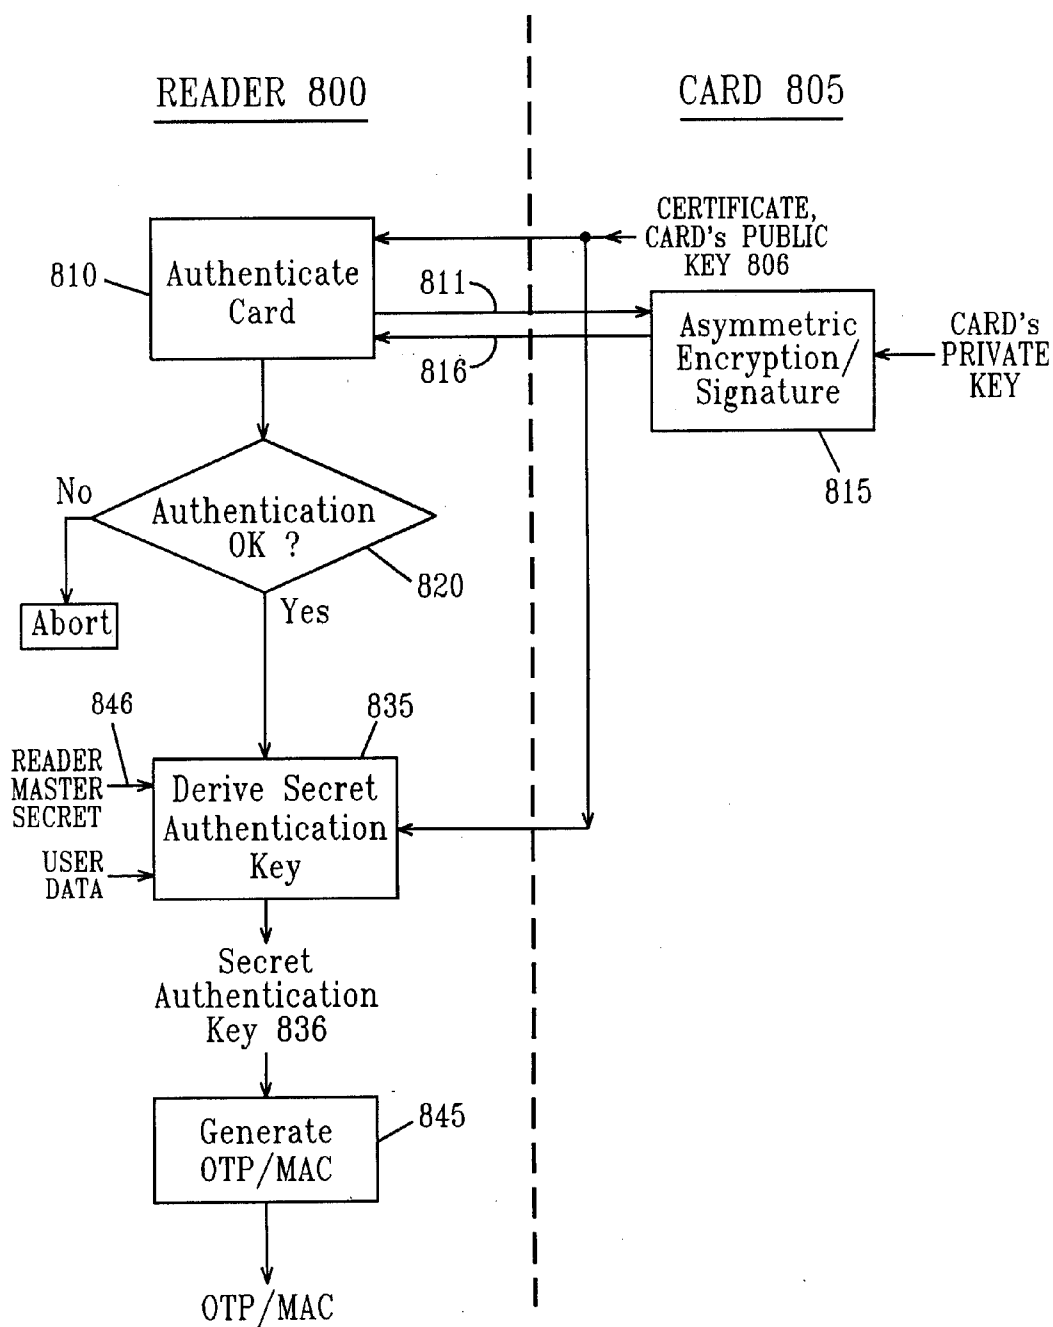 READER 800
CARD 805
CERTIFICATE,
CARD's PUBLIC
KEY 806
810
Authenticate
Card
811
816
Asymmetric
Encryption/
Signature
CARD's
PRIVATE
KEY
815
No
Authentication
OK ?
820
Abort
Yes
846
835
READER
MASTER
SECRET
Derive Secret
Authentication
Key
USER
DATA
Secret
Authentication
Key 836
Generate
OTP/MAC
845
OTP/MAC